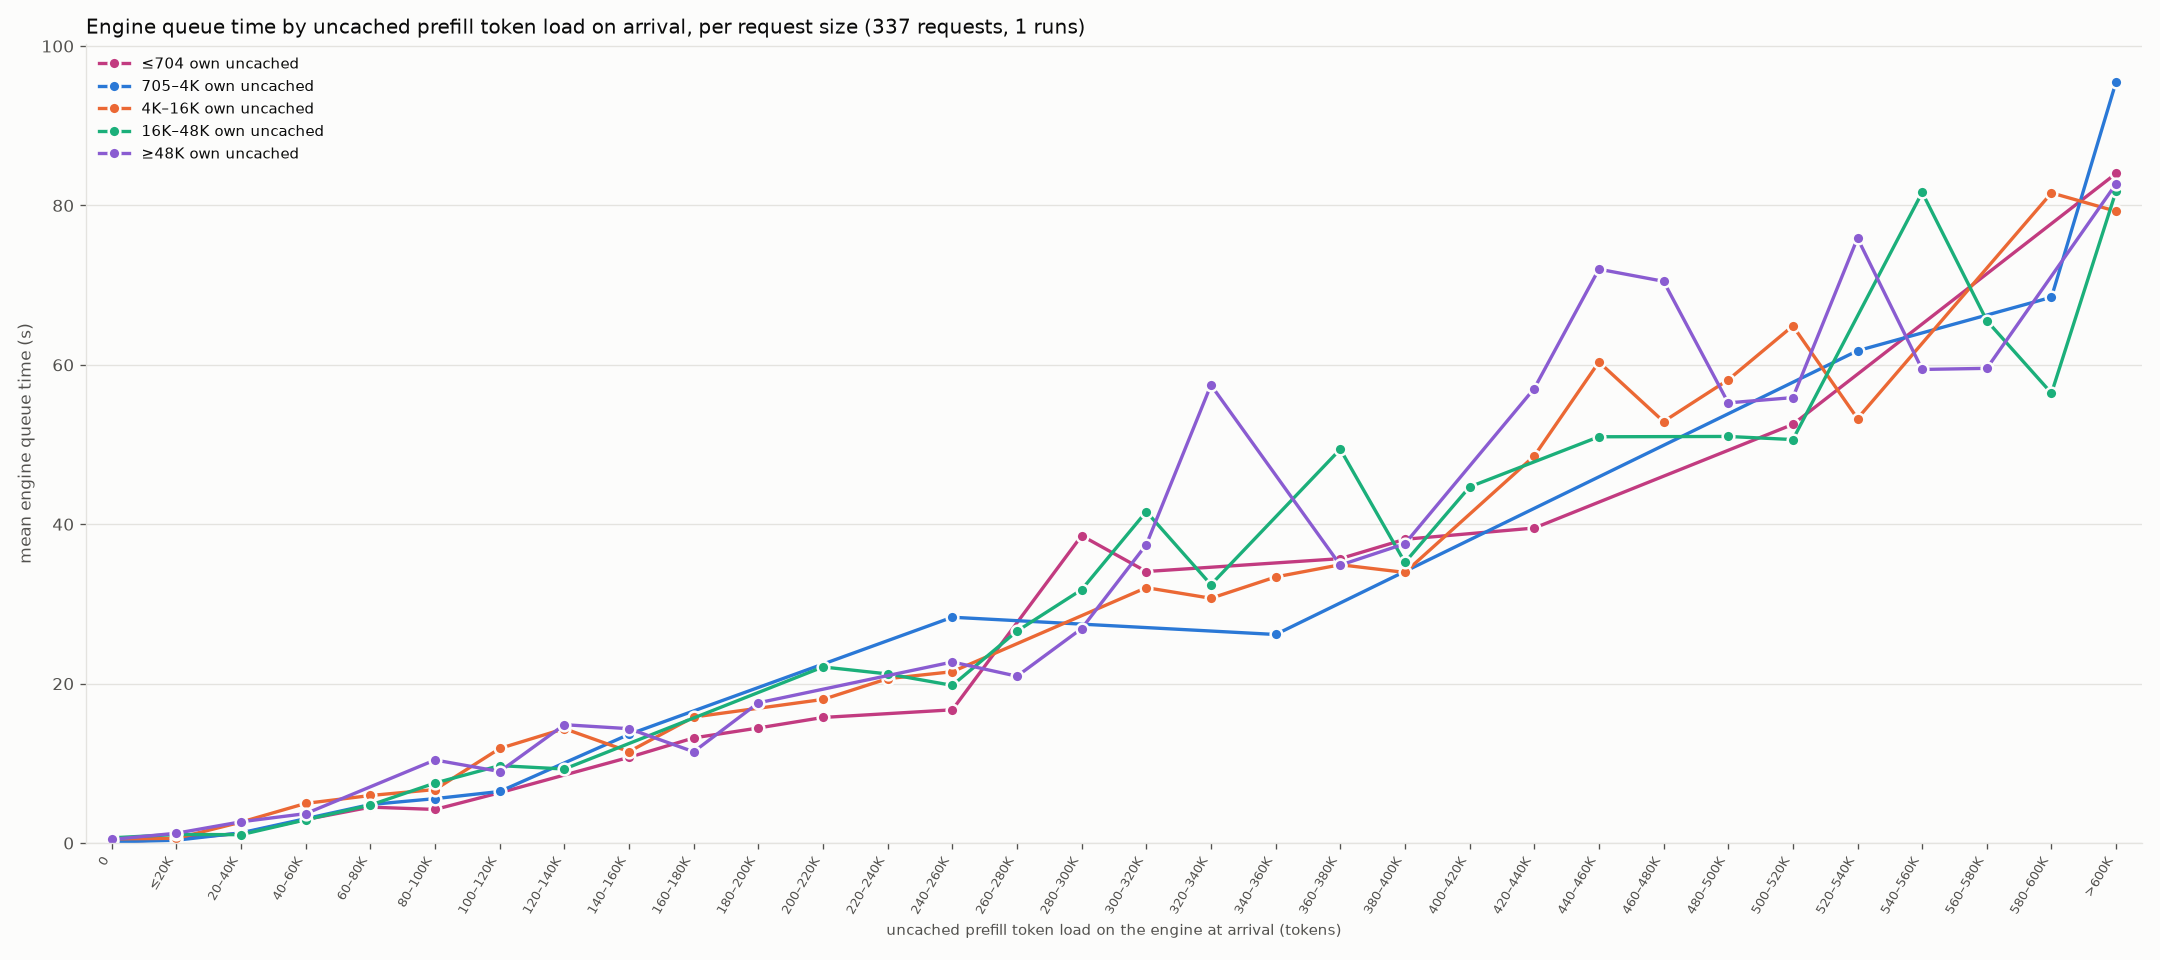 Engine queue time by uncached prefill token load on arrival, per request size (337 requests, 1 runs)
≤704 own uncached
705–4K own uncached
4K–16K own uncached
16K–48K own uncached
≥48K own uncached
mean engine queue time (s)
100
80
60
40
20
0
0
≤20K
20–40K
40–60K
60–80K
80–100K
100–120K
120–140K
140–160K
160–180K
180–200K
200–220K
220–240K
240–260K
260–280K
280–300K
300–320K
320–340K
340–360K
360–380K
380–400K
400–420K
420–440K
440–460K
460–480K
480–500K
500–520K
520–540K
540–560K
560–580K
580–600K
>600K
uncached prefill token load on the engine at arrival (tokens)